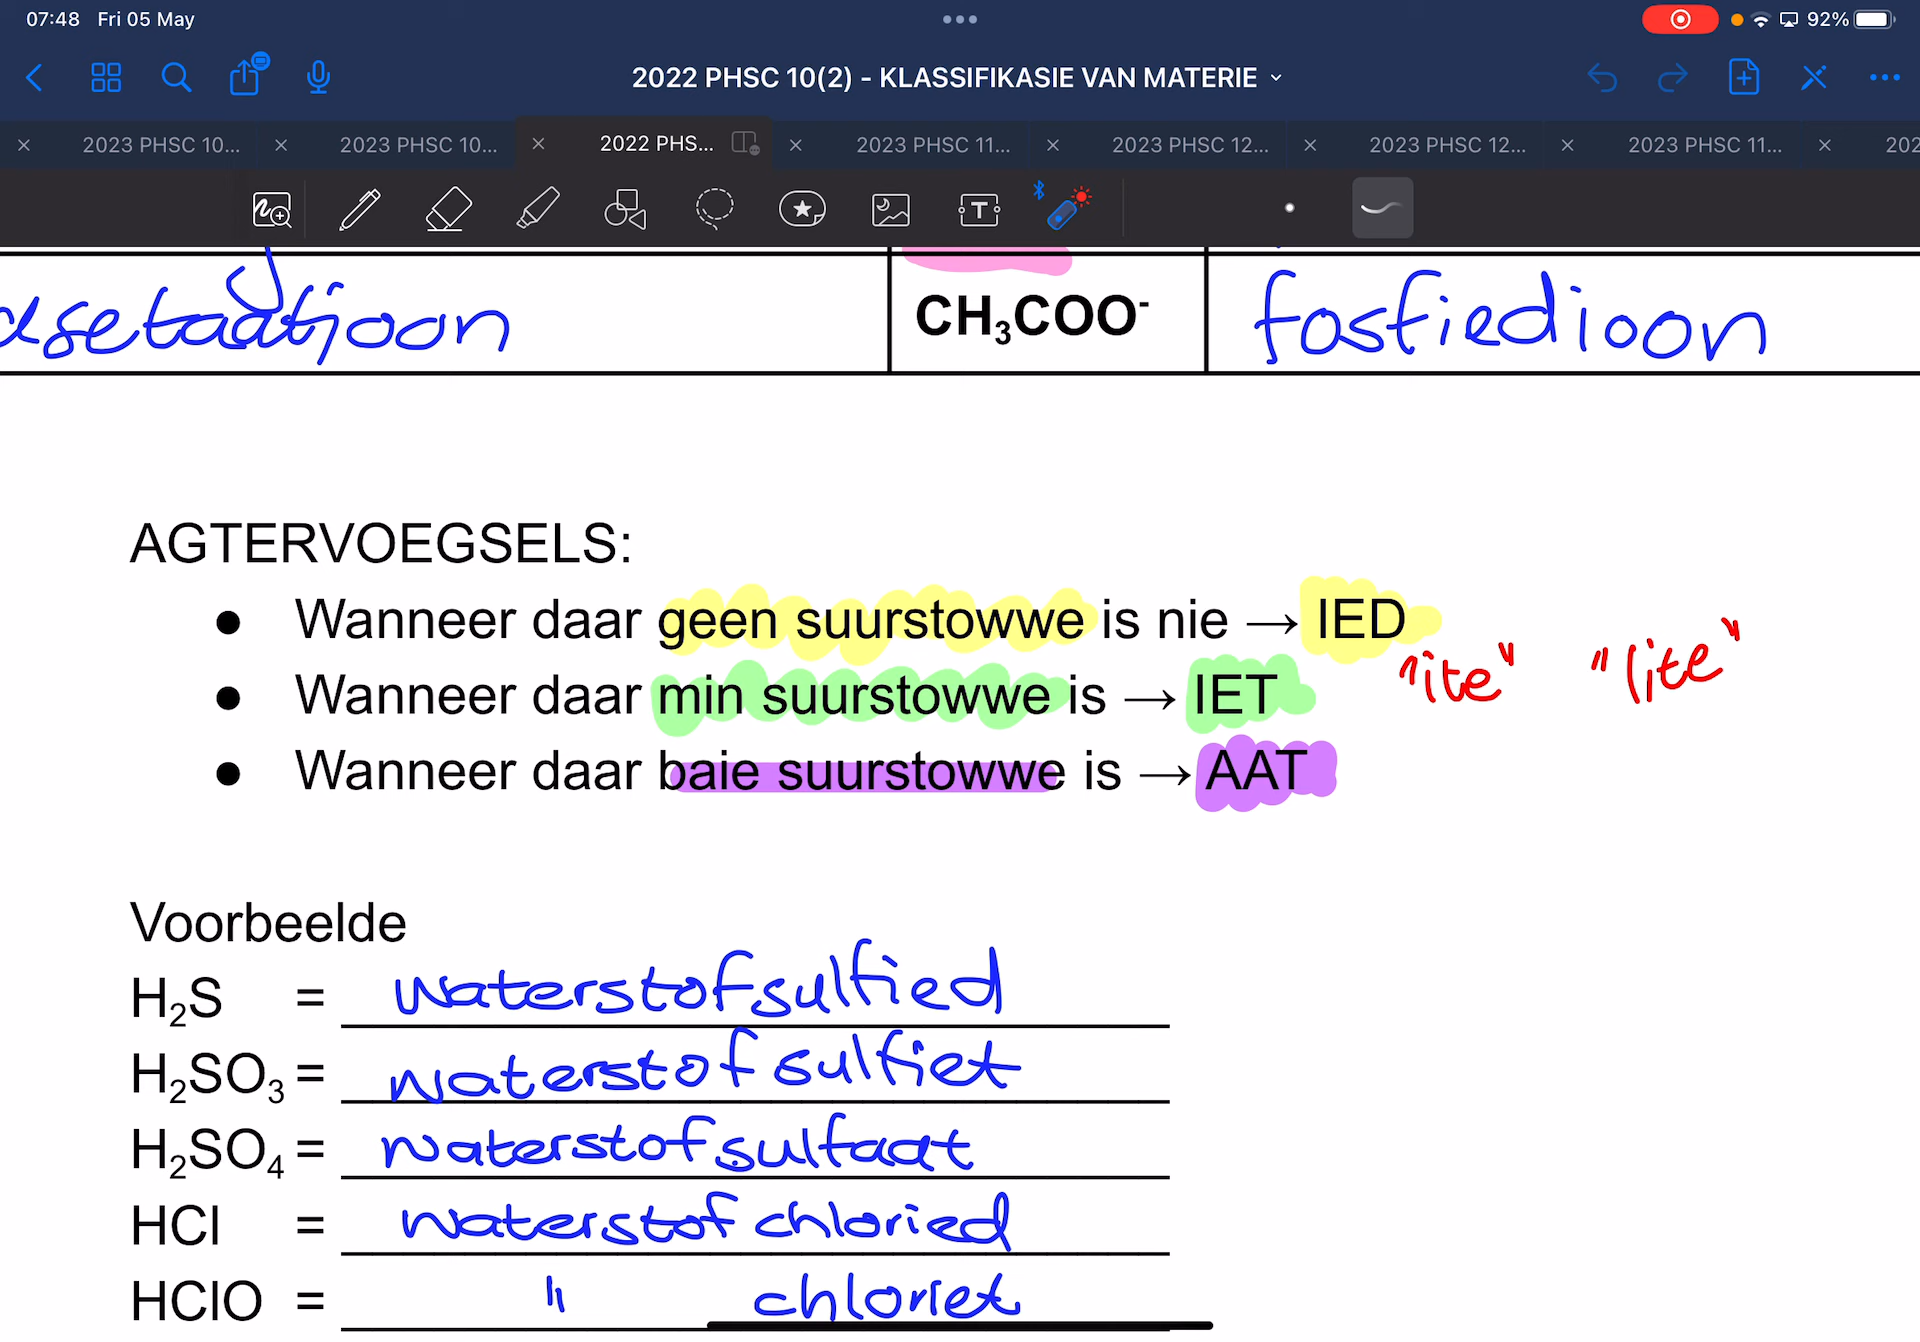 07:48 Fri 05 May
92%
2022 PHSC 10(2) - KLASSIFIKASIE VAN MATERIE
2023 PHSC 10... 2023 PHSC 10... 2022 PHS... 2023 PHSC 11... 2023 PHSC 12... 2023 PHSC 12... 2023 PHSC 11... 202
asetaatioon CH₃COO⁻ fosfiedioon
AGTERVOEGSELS:
● Wanneer daar geen suurstowwe is nie → IED
"ite" "lite"
● Wanneer daar min suurstowwe is → IET
● Wanneer daar baie suurstowwe is → AAT
Voorbeelde
H₂S = waterstofsulfied
H₂SO₃ = waterstofsulfiet
H₂SO₄ = waterstofsulfaat
HCl = waterstofchloried
HClO = " chloriet